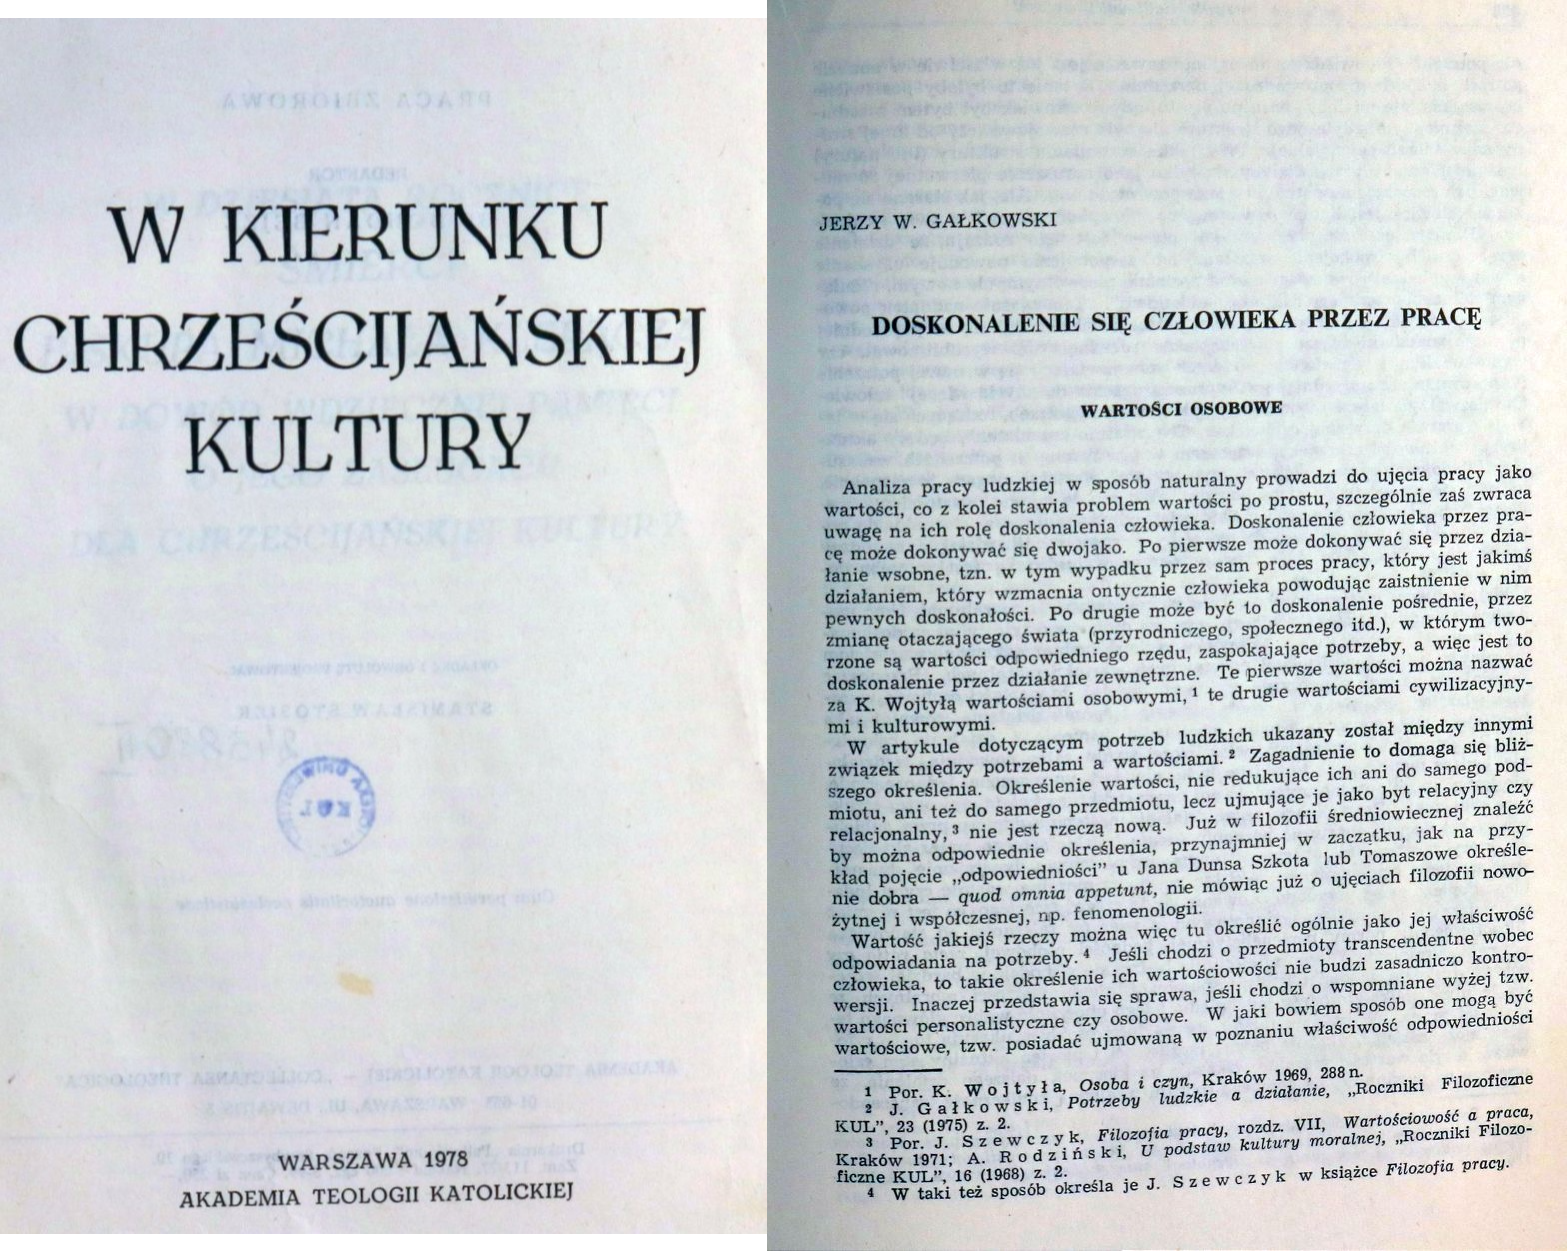 W KIERUNKU
CHRZEŚCIJAŃSKIEJ
KULTURY
WARSZAWA 1978
AKADEMIA TEOLOGII KATOLICKIEJ
JERZY W. GAŁKOWSKI
DOSKONALENIE SIĘ CZŁOWIEKA PRZEZ PRACĘ
WARTOŚCI OSOBOWE
Analiza pracy ludzkiej w sposób naturalny prowadzi do ujęcia pracy jako
wartości, co z kolei stawia problem wartości po prostu, szczególnie zaś zwraca
uwagę na ich rolę doskonalenia człowieka. Doskonalenie człowieka przez pra-
cę może dokonywać się dwojako. Po pierwsze może dokonywać się przez dzia-
łanie wsobne, tzn. w tym wypadku przez sam proces pracy, który jest jakimś
działaniem, który wzmacnia ontycznie człowieka powodując zaistnienie w nim
pewnych doskonałości. Po drugie może być to doskonalenie pośrednie, przez
zmianę otaczającego świata (przyrodniczego, społecznego itd.), w którym two-
rzone są wartości odpowiedniego rzędu, zaspokajające potrzeby, a więc jest to
doskonalenie przez działanie zewnętrzne. Te pierwsze wartości można nazwać
za K. Wojtyłą wartościami osobowymi, 1 te drugie wartościami cywilizacyjny-
mi i kulturowymi.
W artykule dotyczącym potrzeb ludzkich ukazany został między innymi
związek między potrzebami a wartościami. 2 Zagadnienie to domaga się bliż-
szego określenia. Określenie wartości, nie redukujące ich ani do samego pod-
miotu, ani też do samego przedmiotu, lecz ujmujące je jako byt relacyjny czy
relacjonalny, 3 nie jest rzeczą nową. Już w filozofii średniowiecznej znaleźć
by można odpowiednie określenia, przynajmniej w zaczątku, jak na przy-
kład pojęcie „odpowiedniości” u Jana Dunsa Szkota lub Tomaszowe określe-
nie dobra — quod omnia appetunt, nie mówiąc już o ujęciach filozofii nowo-
żytnej i współczesnej, np. fenomenologii.
Wartość jakiejś rzeczy można więc tu określić ogólnie jako jej właściwość
odpowiadania na potrzeby. 4 Jeśli chodzi o przedmioty transcendentne wobec
człowieka, to takie określenie ich wartościowości nie budzi zasadniczo kontro-
wersji. Inaczej przedstawia się sprawa, jeśli chodzi o wspomniane wyżej tzw.
wartości personalistyczne czy osobowe. W jaki bowiem sposób one mogą być
wartościowe, tzw. posiadać ujmowaną w poznaniu właściwość odpowiedniości
1 Por. K. Wojtyła, Osoba i czyn, Kraków 1969, 288 n.
2 J. Gałkowski, Potrzeby ludzkie a działanie, „Roczniki Filozoficzne
KUL”, 23 (1975) z. 2.
3 Por. J. Szewczyk, Filozofia pracy, rozdz. VII, Wartościowość a praca,
Kraków 1971; A. Rodziński, U podstaw kultury moralnej, „Roczniki Filozo-
ficzne KUL”, 16 (1968) z. 2.
4 W taki też sposób określa je J. Szewczyk w książce Filozofia pracy.